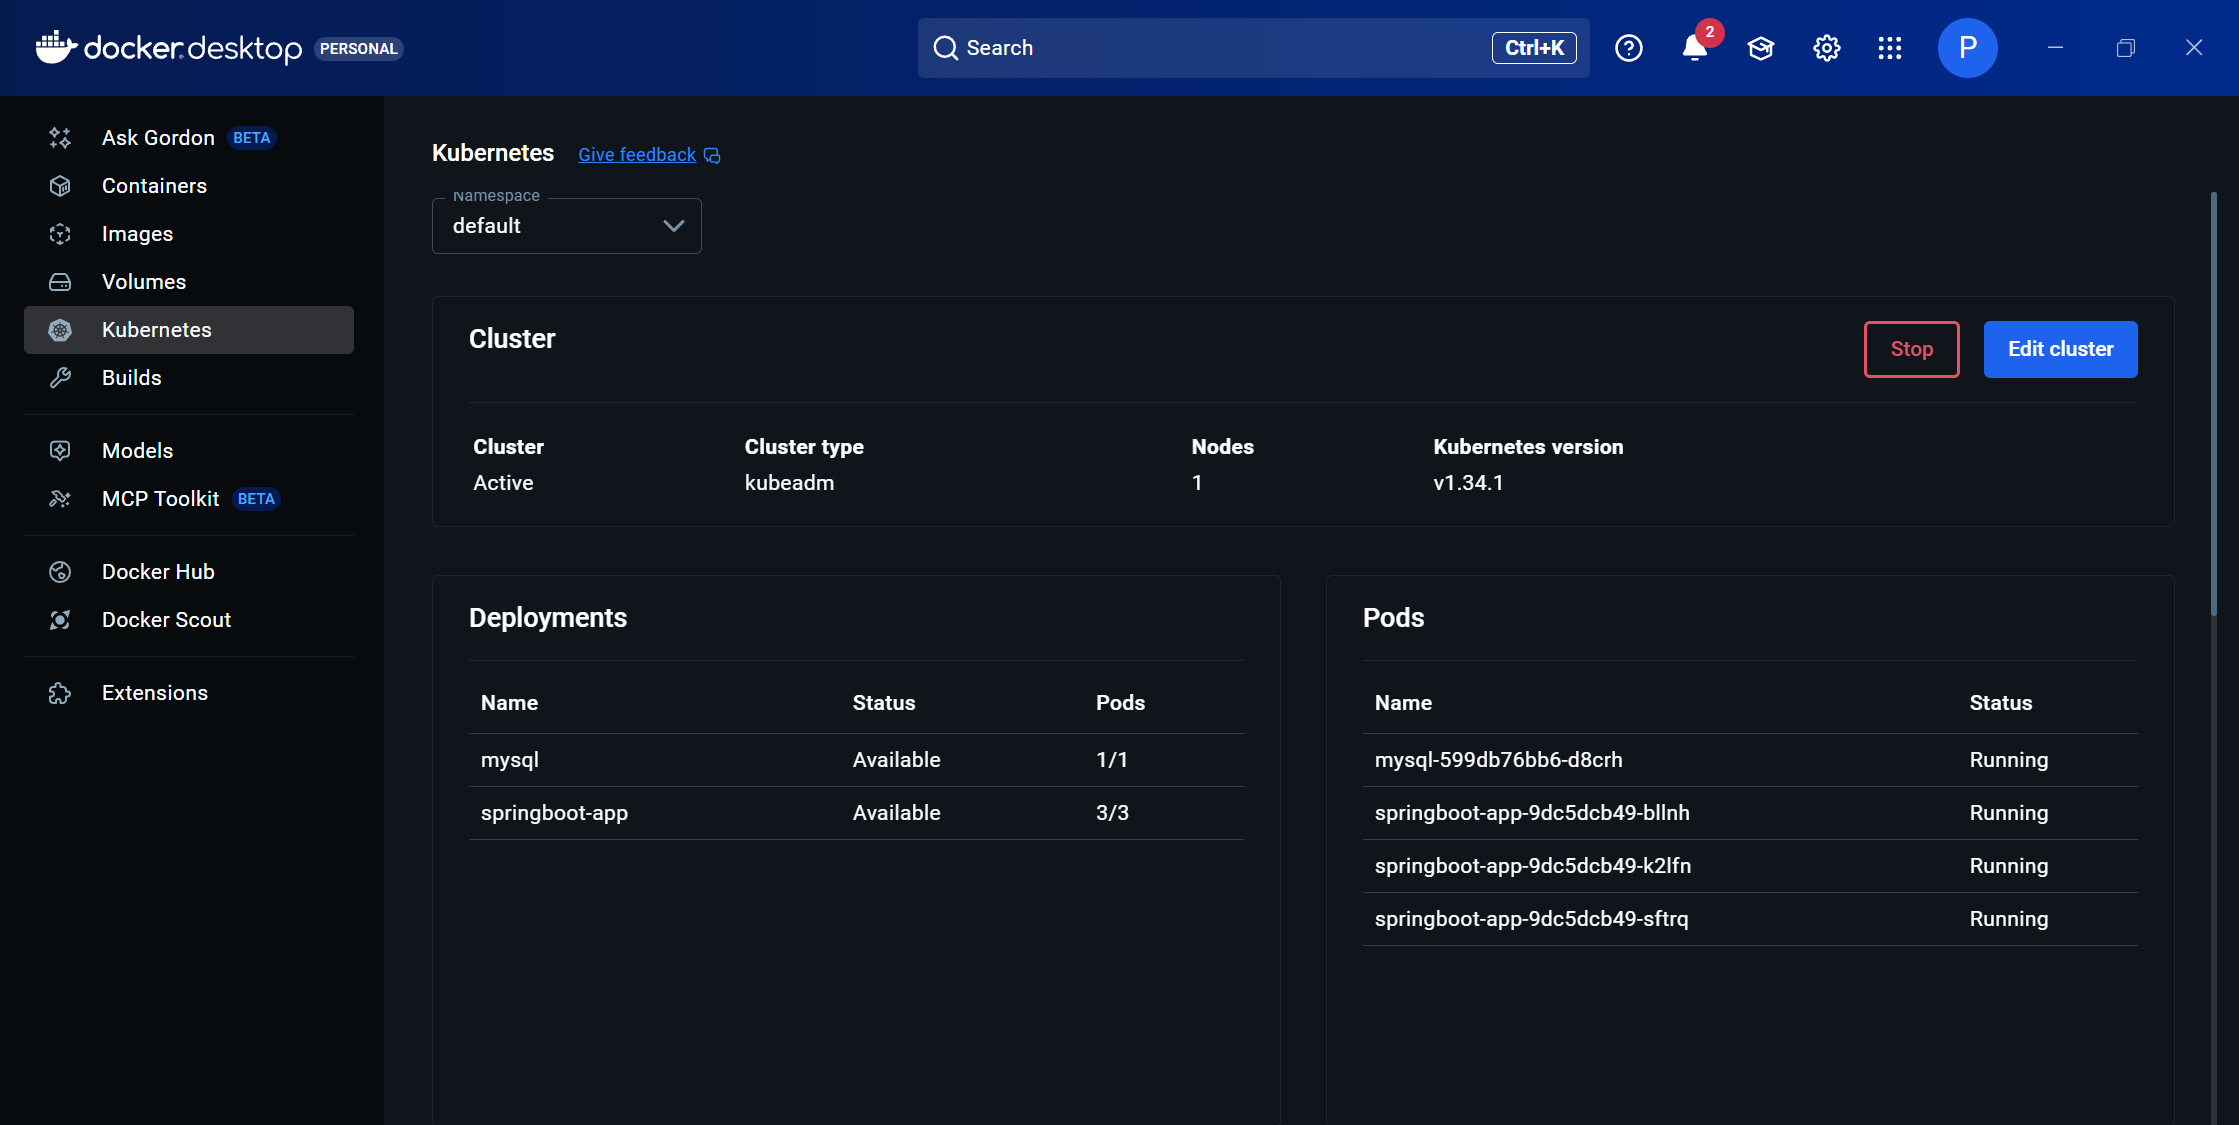 docker desktop PERSONAL
Search
Ctrl+K
2
P
Ask Gordon BETA
Containers
Images
Volumes
Kubernetes
Builds
Models
MCP Toolkit BETA
Docker Hub
Docker Scout
Extensions
Kubernetes Give feedback
Namespace
default
Cluster
Stop Edit cluster
Cluster Cluster type Nodes Kubernetes version
Active kubeadm 1 v1.34.1
Deployments
Name Status Pods
mysql Available 1/1
springboot-app Available 3/3
Pods
Name Status
mysql-599db76bb6-d8crh Running
springboot-app-9dc5dcb49-bllnh Running
springboot-app-9dc5dcb49-k2lfn Running
springboot-app-9dc5dcb49-sftrq Running